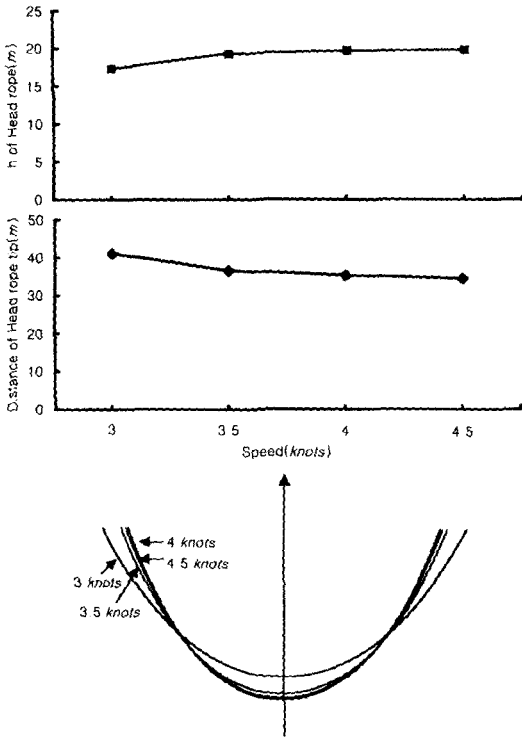 25
20
15
10
5
0
h of Head rope(m)
50
40
30
20
10
0
Distance of Head rope tip(m)
3 3 5 4 4 5
Speed(knots)
4 knots
4 5 knots
3 knots
3 5 knots